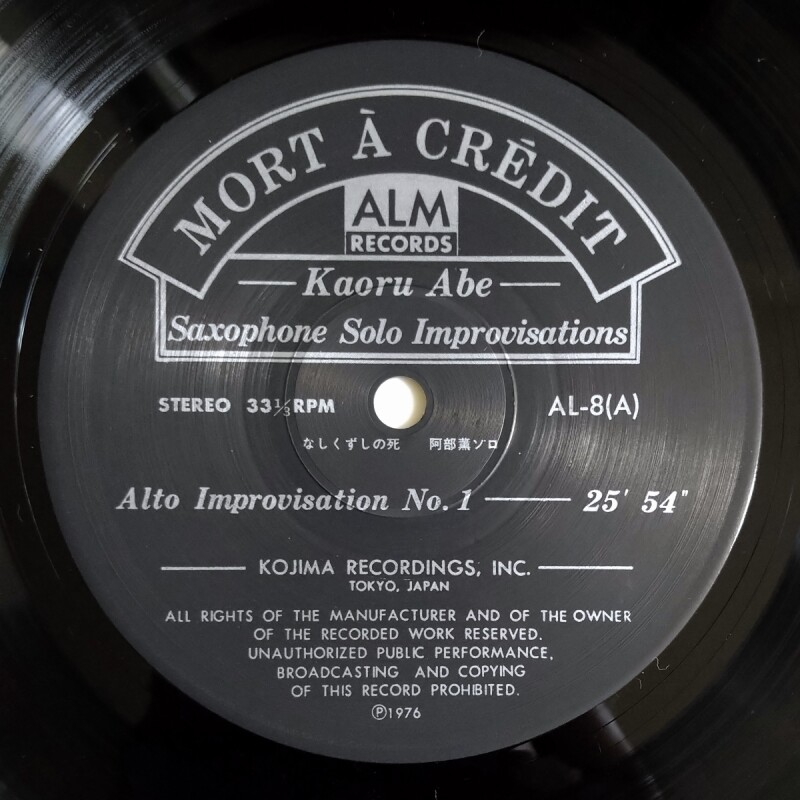 MORT À CRÉDIT
ALM
RECORDS
Kaoru Abe
Saxophone Solo Improvisations
STEREO 33⅓RPM AL-8(A)
なしくずしの死 阿部薫ソロ
Alto Improvisation No. 1 — 25' 54"
KOJIMA RECORDINGS, INC.
TOKYO, JAPAN
ALL RIGHTS OF THE MANUFACTURER AND OF THE OWNER
OF THE RECORDED WORK RESERVED.
UNAUTHORIZED PUBLIC PERFORMANCE,
BROADCASTING AND COPYING
OF THIS RECORD PROHIBITED.
℗1976